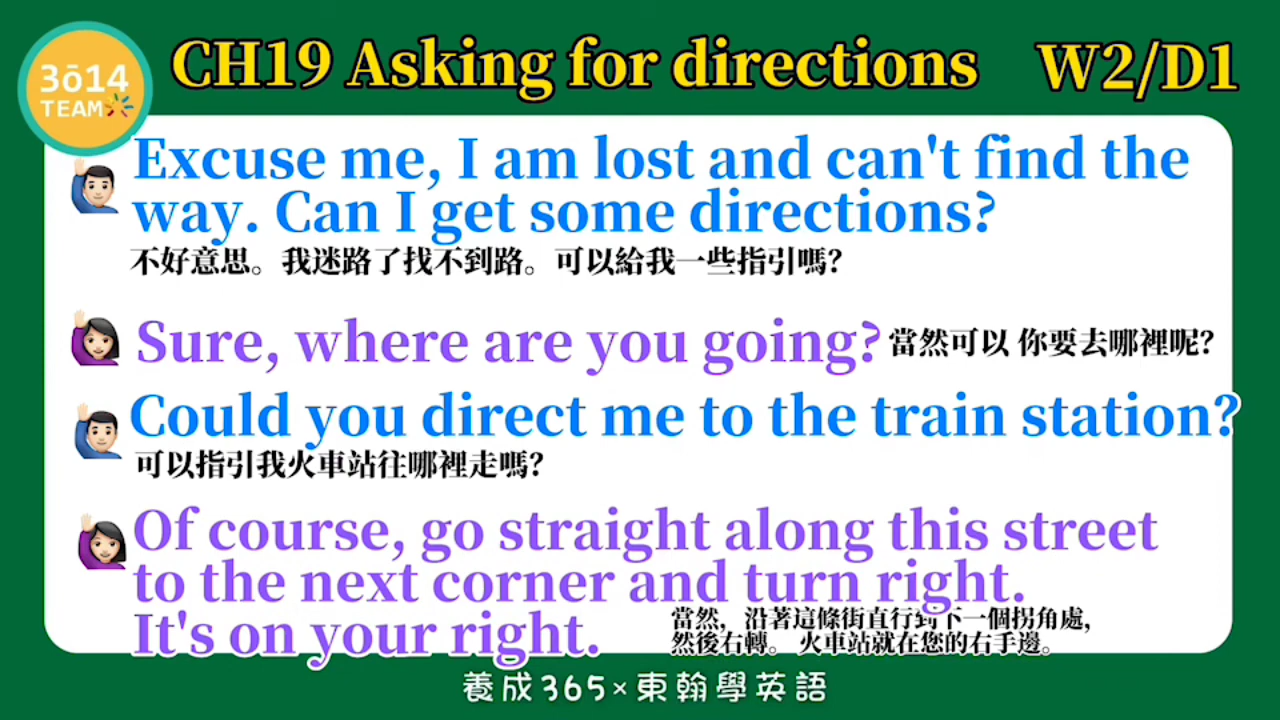 3ō14
TEAM
CH19 Asking for directions W2/D1
Excuse me, I am lost and can't find the
way. Can I get some directions?
不好意思。我迷路了找不到路。可以給我一些指引嗎?
Sure, where are you going? 當然可以 你要去哪裡呢?
Could you direct me to the train station?
可以指引我火車站往哪裡走嗎?
Of course, go straight along this street
to the next corner and turn right.
It's on your right.
當然, 沿著這條街直行到下一個拐角處,
然後右轉。 火車站就在您的右手邊。
養成365×東翰學英語